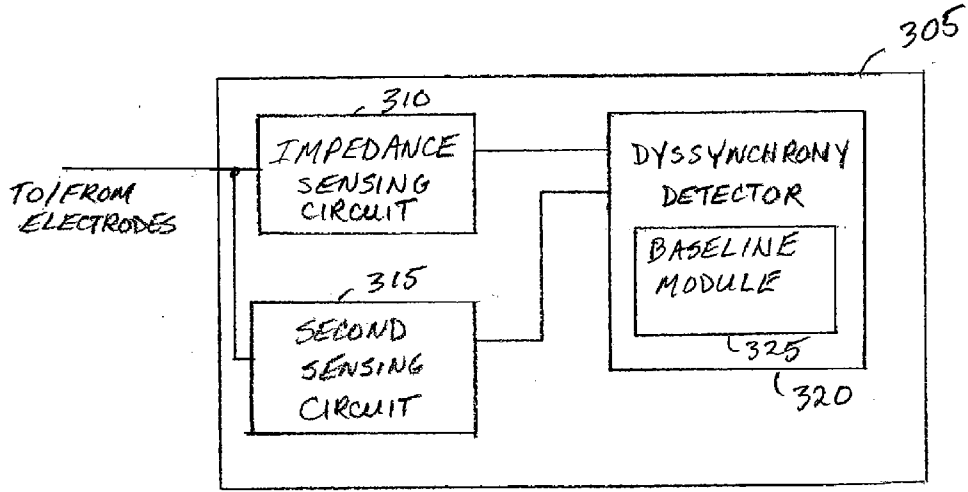 305
310
IMPEDANCE
SENSING
CIRCUIT
DYSSYNCHRONY
DETECTOR
TO/FROM
ELECTRODES
BASELINE
MODULE
315
SECOND
SENSING
CIRCUIT
325
320